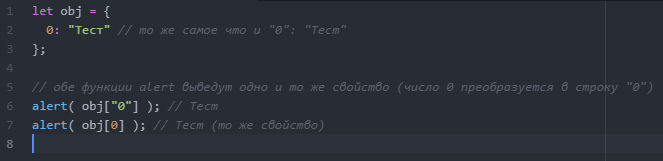 1 let obj = {
2   0: "Тест" // то же самое что и "0": "Тест"
3 };
4
5 // обе функции alert выведут одно и то же свойство (число 0 преобразуется в строку "0")
6 alert( obj["0"] ); // Тест
7 alert( obj[0] ); // Тест (то же свойство)
8